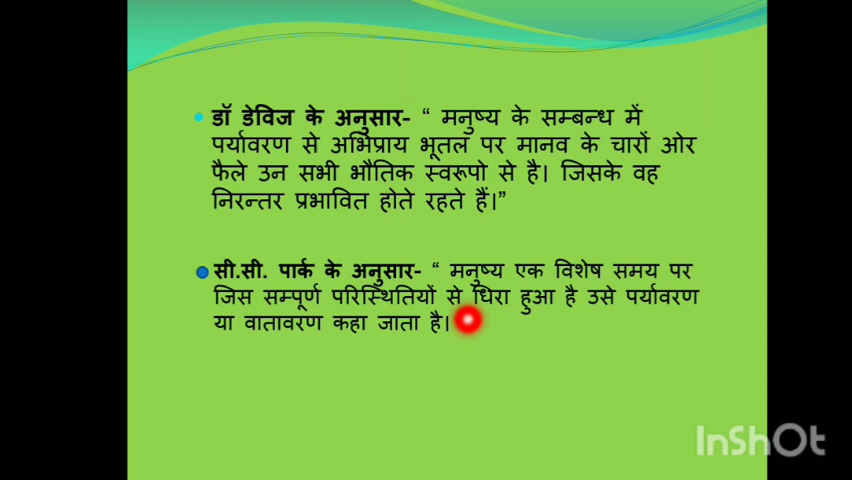 डॉ डेविज के अनुसार- “ मनुष्य के सम्बन्ध में
पर्यावरण से अभिप्राय भूतल पर मानव के चारों ओर
फैले उन सभी भौतिक स्वरूपो से है। जिसके वह
निरन्तर प्रभावित होते रहते हैं।”
सी.सी. पार्क के अनुसार- “ मनुष्य एक विशेष समय पर
जिस सम्पूर्ण परिस्थितियों से धिरा हुआ है उसे पर्यावरण
या वातावरण कहा जाता है।
InShOt